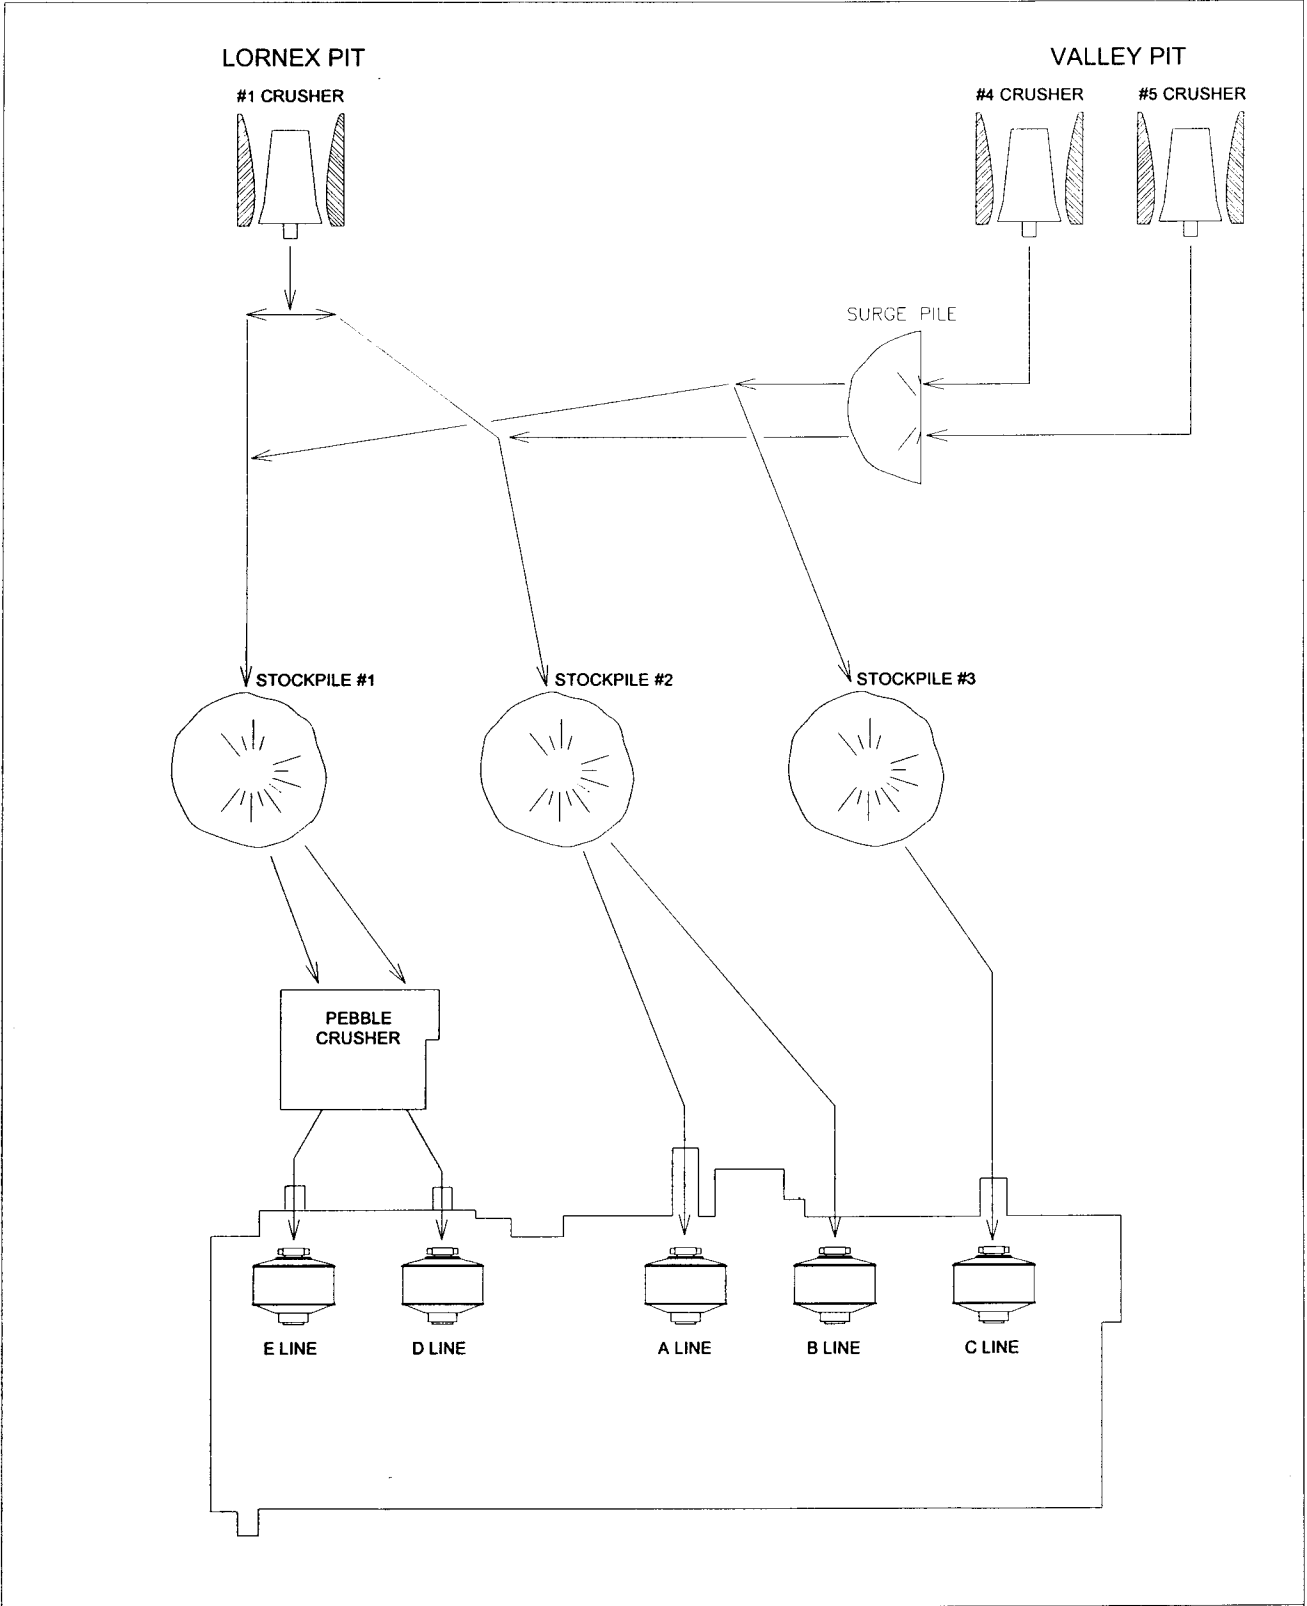 LORNEX PIT
VALLEY PIT
#1 CRUSHER
#4 CRUSHER
#5 CRUSHER
SURGE PILE
STOCKPILE #1
STOCKPILE #2
STOCKPILE #3
PEBBLE
CRUSHER
E LINE
D LINE
A LINE
B LINE
C LINE